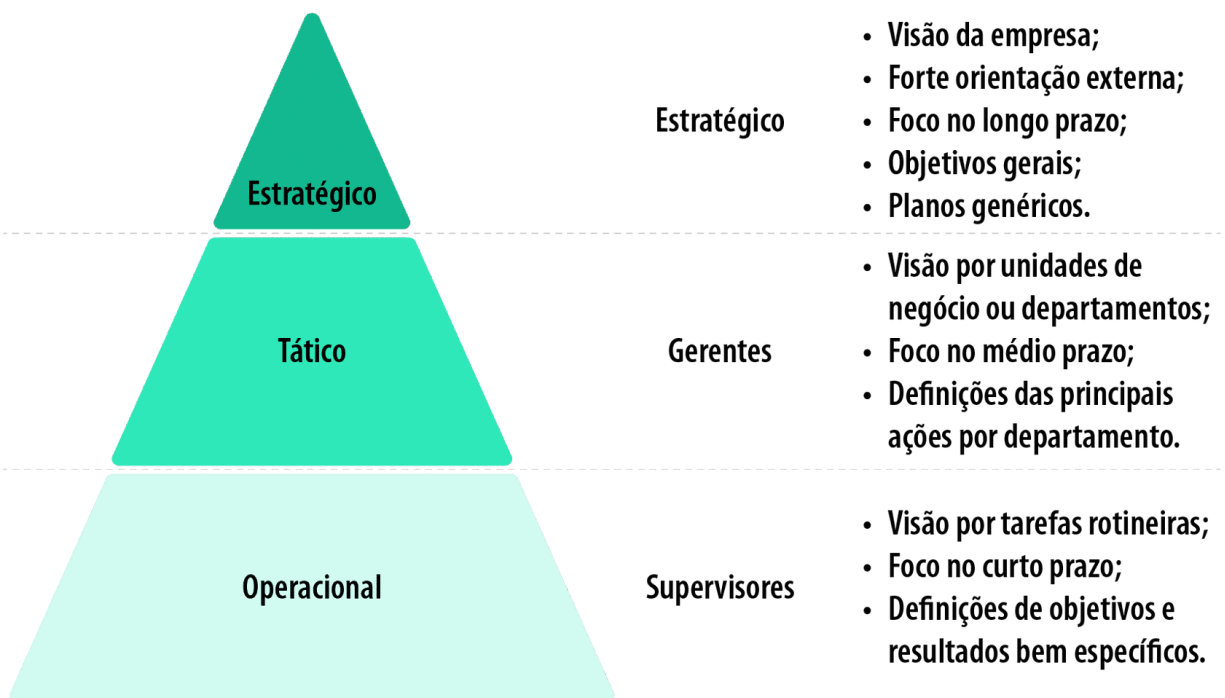 Estratégico
Estratégico
• Visão da empresa;
• Forte orientação externa;
• Foco no longo prazo;
• Objetivos gerais;
• Planos genéricos.
Tático
Gerentes
• Visão por unidades de
negócio ou departamentos;
• Foco no médio prazo;
• Definições das principais
ações por departamento.
Operacional
Supervisores
• Visão por tarefas rotineiras;
• Foco no curto prazo;
• Definições de objetivos e
resultados bem específicos.